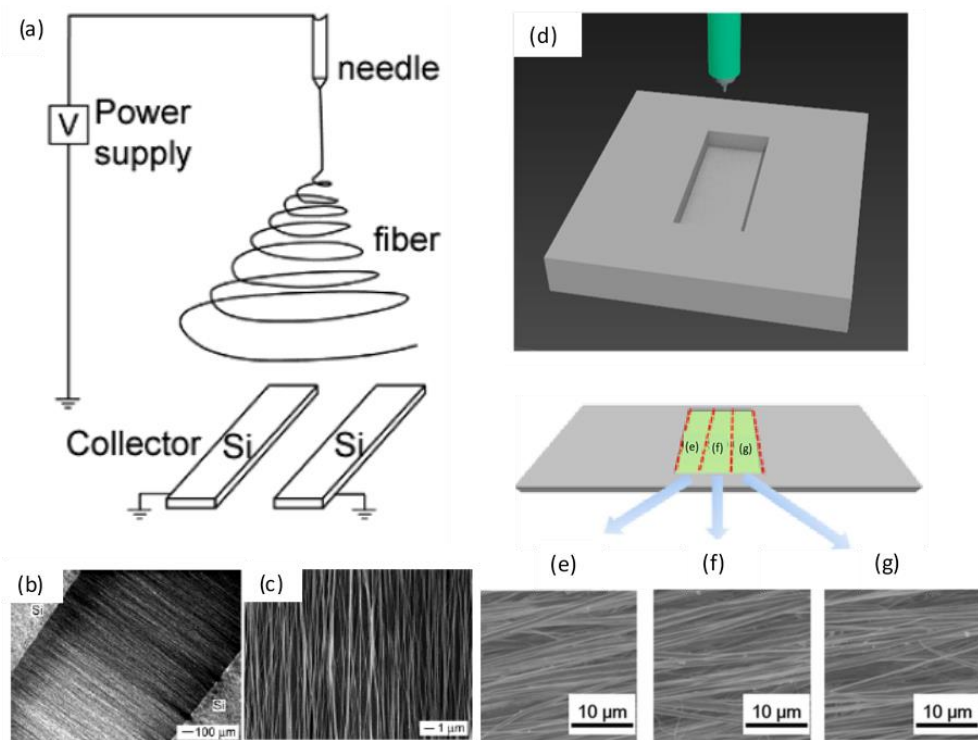 (a)
needle
V
Power
supply
fiber
Collector
Si
Si
(d)
(e)
(f)
(g)
(b)
Si
Si
100 μm
(c)
1 μm
(e)
(f)
(g)
10 μm
10 μm
10 μm